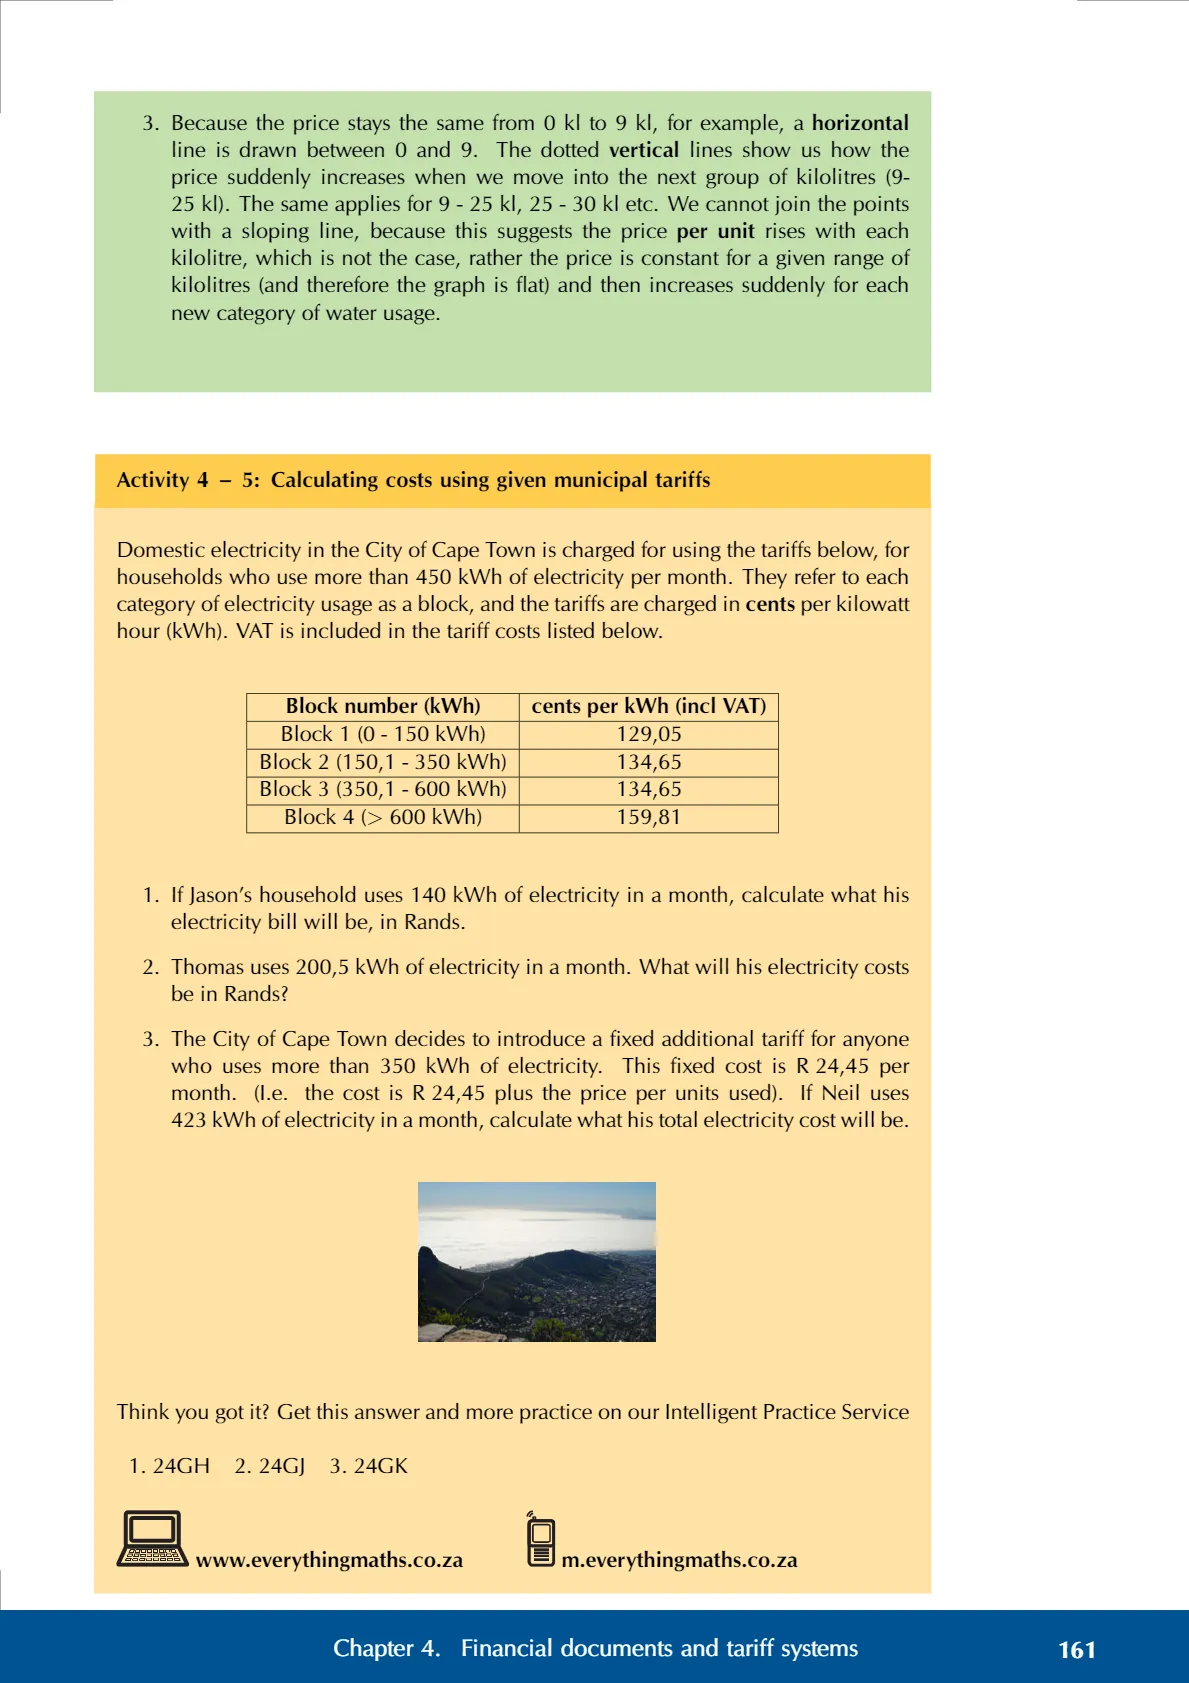 3. Because the price stays the same from 0 kl to 9 kl, for example, a horizontal
line is drawn between 0 and 9. The dotted vertical lines show us how the
price suddenly increases when we move into the next group of kilolitres (9-
25 kl). The same applies for 9 - 25 kl, 25 - 30 kl etc. We cannot join the points
with a sloping line, because this suggests the price per unit rises with each
kilolitre, which is not the case, rather the price is constant for a given range of
kilolitres (and therefore the graph is flat) and then increases suddenly for each
new category of water usage.
Activity 4 – 5: Calculating costs using given municipal tariffs
Domestic electricity in the City of Cape Town is charged for using the tariffs below, for
households who use more than 450 kWh of electricity per month. They refer to each
category of electricity usage as a block, and the tariffs are charged in cents per kilowatt
hour (kWh). VAT is included in the tariff costs listed below.
Block number (kWh) cents per kWh (incl VAT)
Block 1 (0 - 150 kWh) 129,05
Block 2 (150,1 - 350 kWh) 134,65
Block 3 (350,1 - 600 kWh) 134,65
Block 4 (> 600 kWh) 159,81
1. If Jason's household uses 140 kWh of electricity in a month, calculate what his
electricity bill will be, in Rands.
2. Thomas uses 200,5 kWh of electricity in a month. What will his electricity costs
be in Rands?
3. The City of Cape Town decides to introduce a fixed additional tariff for anyone
who uses more than 350 kWh of electricity. This fixed cost is R 24,45 per
month. (I.e. the cost is R 24,45 plus the price per units used). If Neil uses
423 kWh of electricity in a month, calculate what his total electricity cost will be.
Think you got it? Get this answer and more practice on our Intelligent Practice Service
1. 24GH 2. 24GJ 3. 24GK
www.everythingmaths.co.za m.everythingmaths.co.za
Chapter 4. Financial documents and tariff systems 161